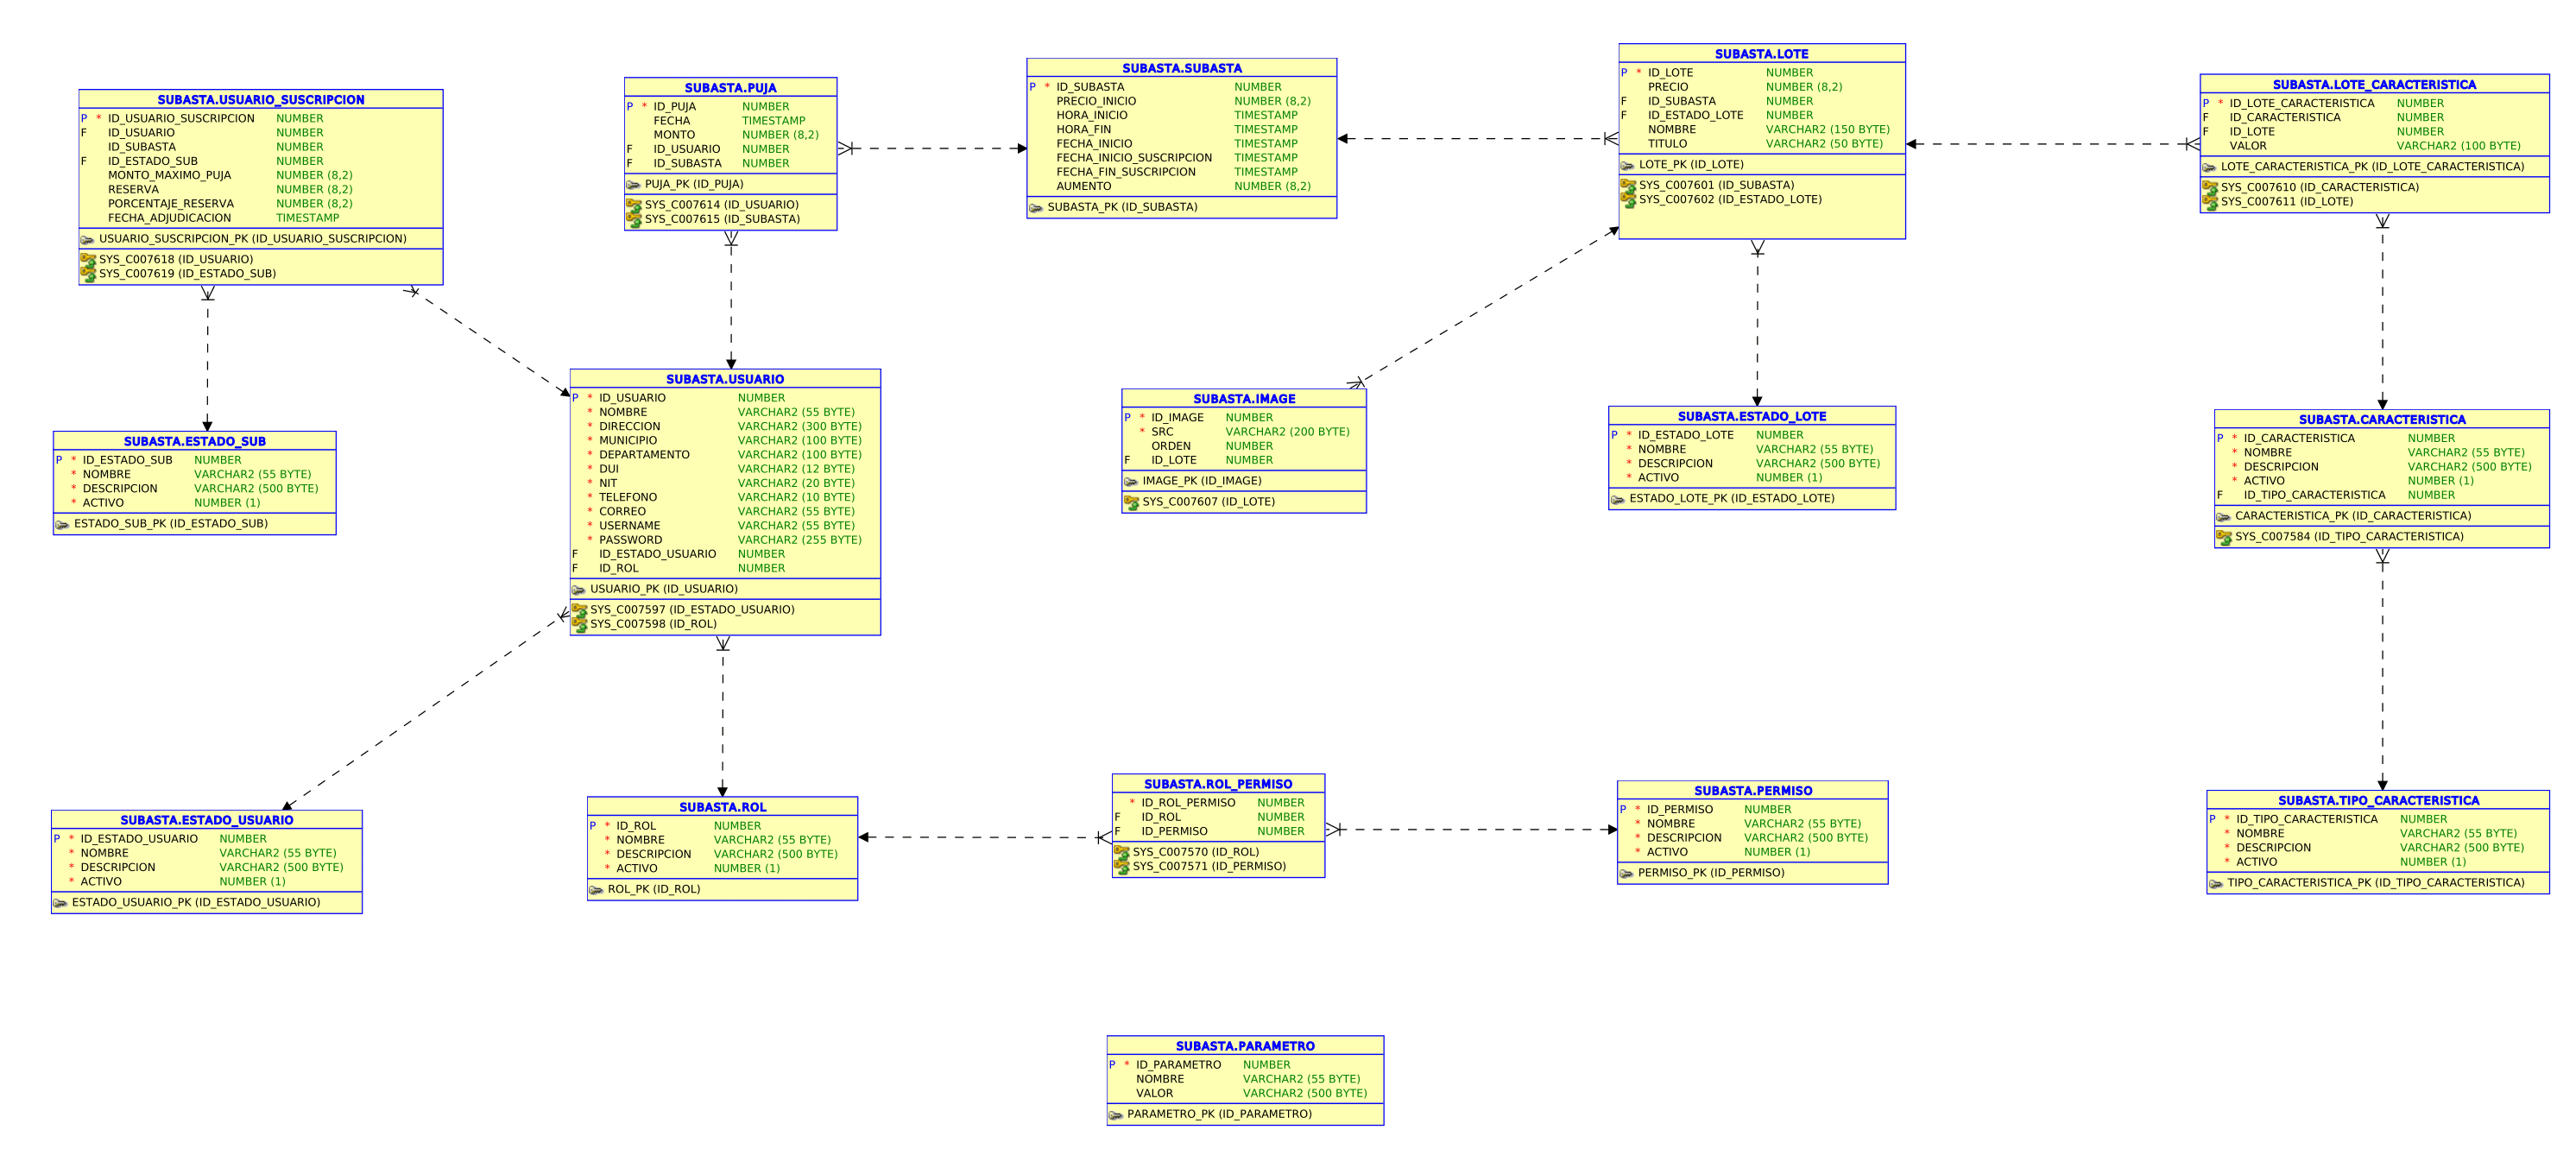 SUBASTA.USUARIO_SUSCRIPCION
P * ID_USUARIO_SUSCRIPCION NUMBER
F ID_USUARIO NUMBER
ID_SUBASTA NUMBER
F ID_ESTADO_SUB NUMBER
MONTO_MAXIMO_PUJA NUMBER (8,2)
RESERVA NUMBER (8,2)
PORCENTAJE_RESERVA NUMBER (8,2)
FECHA_ADJUDICACION TIMESTAMP
USUARIO_SUSCRIPCION_PK (ID_USUARIO_SUSCRIPCION)
SYS_C007618 (ID_USUARIO)
SYS_C007619 (ID_ESTADO_SUB)
SUBASTA.PUJA
P * ID_PUJA NUMBER
FECHA TIMESTAMP
MONTO NUMBER (8,2)
F ID_USUARIO NUMBER
F ID_SUBASTA NUMBER
PUJA_PK (ID_PUJA)
SYS_C007614 (ID_USUARIO)
SYS_C007615 (ID_SUBASTA)
SUBASTA.SUBASTA
P * ID_SUBASTA NUMBER
PRECIO_INICIO NUMBER (8,2)
HORA_INICIO TIMESTAMP
HORA_FIN TIMESTAMP
FECHA_INICIO TIMESTAMP
FECHA_INICIO_SUSCRIPCION TIMESTAMP
FECHA_FIN_SUSCRIPCION TIMESTAMP
AUMENTO NUMBER (8,2)
SUBASTA_PK (ID_SUBASTA)
SUBASTA.LOTE
P * ID_LOTE NUMBER
PRECIO NUMBER (8,2)
F ID_SUBASTA NUMBER
F ID_ESTADO_LOTE NUMBER
NOMBRE VARCHAR2 (150 BYTE)
TITULO VARCHAR2 (50 BYTE)
LOTE_PK (ID_LOTE)
SYS_C007601 (ID_SUBASTA)
SYS_C007602 (ID_ESTADO_LOTE)
SUBASTA.LOTE_CARACTERISTICA
P * ID_LOTE_CARACTERISTICA NUMBER
F ID_CARACTERISTICA NUMBER
F ID_LOTE NUMBER
VALOR VARCHAR2 (100 BYTE)
LOTE_CARACTERISTICA_PK (ID_LOTE_CARACTERISTICA)
SYS_C007610 (ID_CARACTERISTICA)
SYS_C007611 (ID_LOTE)
SUBASTA.ESTADO_SUB
P * ID_ESTADO_SUB NUMBER
* NOMBRE VARCHAR2 (55 BYTE)
* DESCRIPCION VARCHAR2 (500 BYTE)
* ACTIVO NUMBER (1)
ESTADO_SUB_PK (ID_ESTADO_SUB)
SUBASTA.USUARIO
P * ID_USUARIO NUMBER
* NOMBRE VARCHAR2 (55 BYTE)
* DIRECCION VARCHAR2 (300 BYTE)
* MUNICIPIO VARCHAR2 (100 BYTE)
* DEPARTAMENTO VARCHAR2 (100 BYTE)
* DUI VARCHAR2 (12 BYTE)
* NIT VARCHAR2 (20 BYTE)
* TELEFONO VARCHAR2 (10 BYTE)
* CORREO VARCHAR2 (55 BYTE)
* USERNAME VARCHAR2 (55 BYTE)
* PASSWORD VARCHAR2 (255 BYTE)
F ID_ESTADO_USUARIO NUMBER
F ID_ROL NUMBER
USUARIO_PK (ID_USUARIO)
SYS_C007597 (ID_ESTADO_USUARIO)
SYS_C007598 (ID_ROL)
SUBASTA.IMAGE
P * ID_IMAGE NUMBER
* SRC VARCHAR2 (200 BYTE)
ORDEN NUMBER
F ID_LOTE NUMBER
IMAGE_PK (ID_IMAGE)
SYS_C007607 (ID_LOTE)
SUBASTA.ESTADO_LOTE
P * ID_ESTADO_LOTE NUMBER
* NOMBRE VARCHAR2 (55 BYTE)
* DESCRIPCION VARCHAR2 (500 BYTE)
* ACTIVO NUMBER (1)
ESTADO_LOTE_PK (ID_ESTADO_LOTE)
SUBASTA.CARACTERISTICA
P * ID_CARACTERISTICA NUMBER
* NOMBRE VARCHAR2 (55 BYTE)
* DESCRIPCION VARCHAR2 (500 BYTE)
* ACTIVO NUMBER (1)
F ID_TIPO_CARACTERISTICA NUMBER
CARACTERISTICA_PK (ID_CARACTERISTICA)
SYS_C007584 (ID_TIPO_CARACTERISTICA)
SUBASTA.ESTADO_USUARIO
P * ID_ESTADO_USUARIO NUMBER
* NOMBRE VARCHAR2 (55 BYTE)
* DESCRIPCION VARCHAR2 (500 BYTE)
* ACTIVO NUMBER (1)
ESTADO_USUARIO_PK (ID_ESTADO_USUARIO)
SUBASTA.ROL
P * ID_ROL NUMBER
* NOMBRE VARCHAR2 (55 BYTE)
* DESCRIPCION VARCHAR2 (500 BYTE)
* ACTIVO NUMBER (1)
ROL_PK (ID_ROL)
SUBASTA.ROL_PERMISO
* ID_ROL_PERMISO NUMBER
F ID_ROL NUMBER
F ID_PERMISO NUMBER
SYS_C007570 (ID_ROL)
SYS_C007571 (ID_PERMISO)
SUBASTA.PERMISO
P * ID_PERMISO NUMBER
* NOMBRE VARCHAR2 (55 BYTE)
* DESCRIPCION VARCHAR2 (500 BYTE)
* ACTIVO NUMBER (1)
PERMISO_PK (ID_PERMISO)
SUBASTA.TIPO_CARACTERISTICA
P * ID_TIPO_CARACTERISTICA NUMBER
* NOMBRE VARCHAR2 (55 BYTE)
* DESCRIPCION VARCHAR2 (500 BYTE)
* ACTIVO NUMBER (1)
TIPO_CARACTERISTICA_PK (ID_TIPO_CARACTERISTICA)
SUBASTA.PARAMETRO
P * ID_PARAMETRO NUMBER
NOMBRE VARCHAR2 (55 BYTE)
VALOR VARCHAR2 (500 BYTE)
PARAMETRO_PK (ID_PARAMETRO)